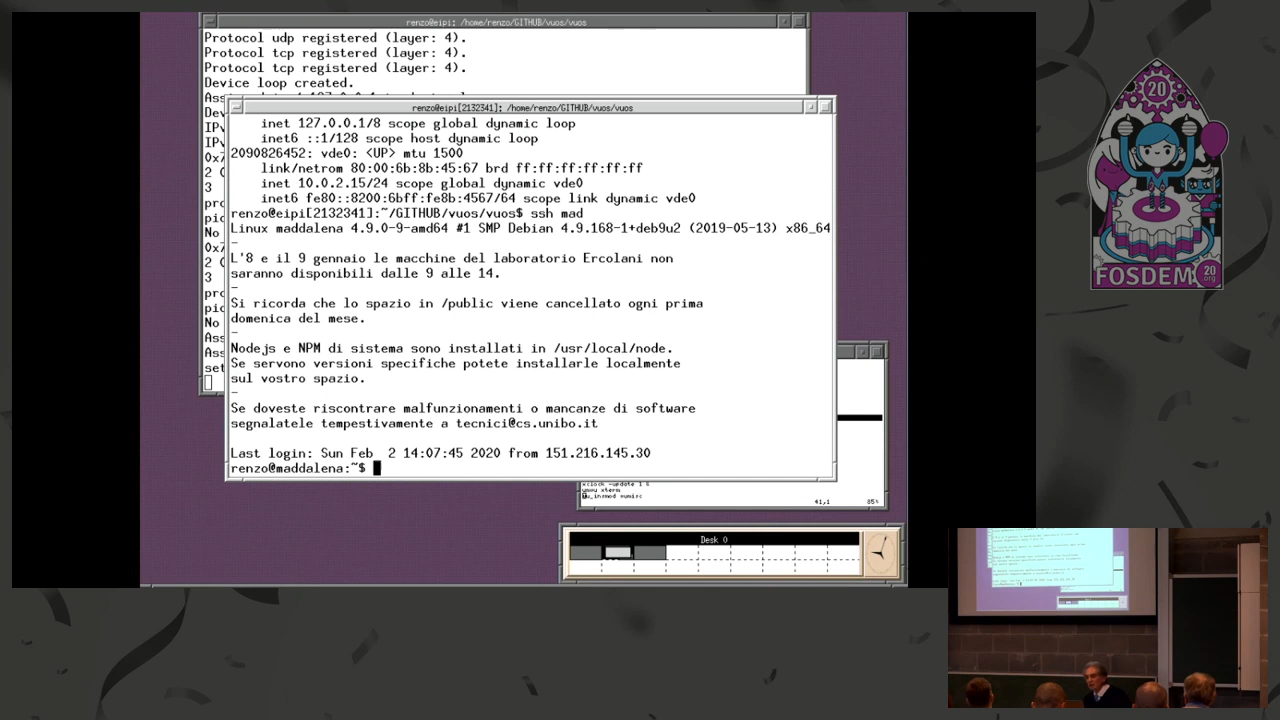 renzo@eipi: /home/renzo/GITHUB/vuos/vuos
Protocol udp registered (layer: 4).
Protocol tcp registered (layer: 4).
Protocol tcp registered (layer: 4).
Device loop created.
renzo@eipi[2132341]: /home/renzo/GITHUB/vuos/vuos
inet 127.0.0.1/8 scope global dynamic loop
inet6 ::1/128 scope host dynamic loop
2090826452: vde0: <UP> mtu 1500
link/netrom 80:00:6b:8b:45:67 brd ff:ff:ff:ff:ff:ff
inet 10.0.2.15/24 scope global dynamic vde0
inet6 fe80::8200:6bff:fe8b:4567/64 scope link dynamic vde0
renzo@eipi[2132341]:~/GITHUB/vuos/vuos$ ssh mad
Linux maddalena 4.9.0-9-amd64 #1 SMP Debian 4.9.168-1+deb9u2 (2019-05-13) x86_64
-
L'8 e il 9 gennaio le macchine del laboratorio Ercolani non
saranno disponibili dalle 9 alle 14.
-
Si ricorda che lo spazio in /public viene cancellato ogni prima
domenica del mese.
-
Nodejs e NPM di sistema sono installati in /usr/local/node.
Se servono versioni specifiche potete installarle localmente
sul vostro spazio.
-
Se doveste riscontrare malfunzionamenti o mancanze di software
segnalatele tempestivamente a tecnici@cs.unibo.it
Last login: Sun Feb  2 14:07:45 2020 from 151.216.145.30
renzo@maddalena:~$
xclock -update 1 &
41,1 85%
Desk 0
20
FOSDEM 20
.org